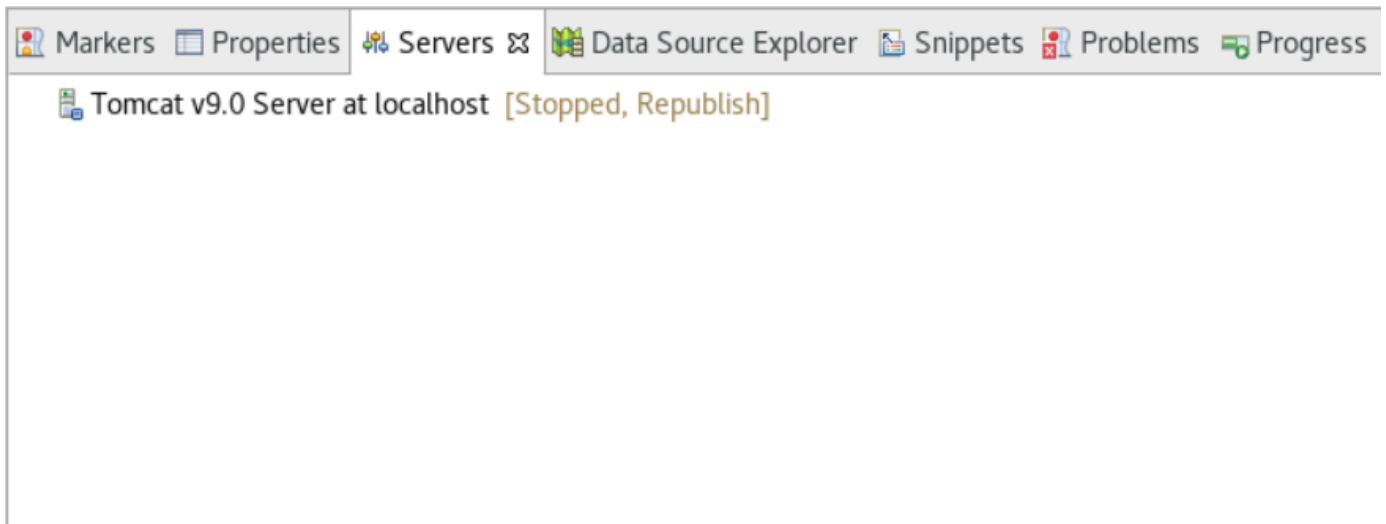 Markers Properties Servers Data Source Explorer Snippets Problems Progress
Tomcat v9.0 Server at localhost [Stopped, Republish]